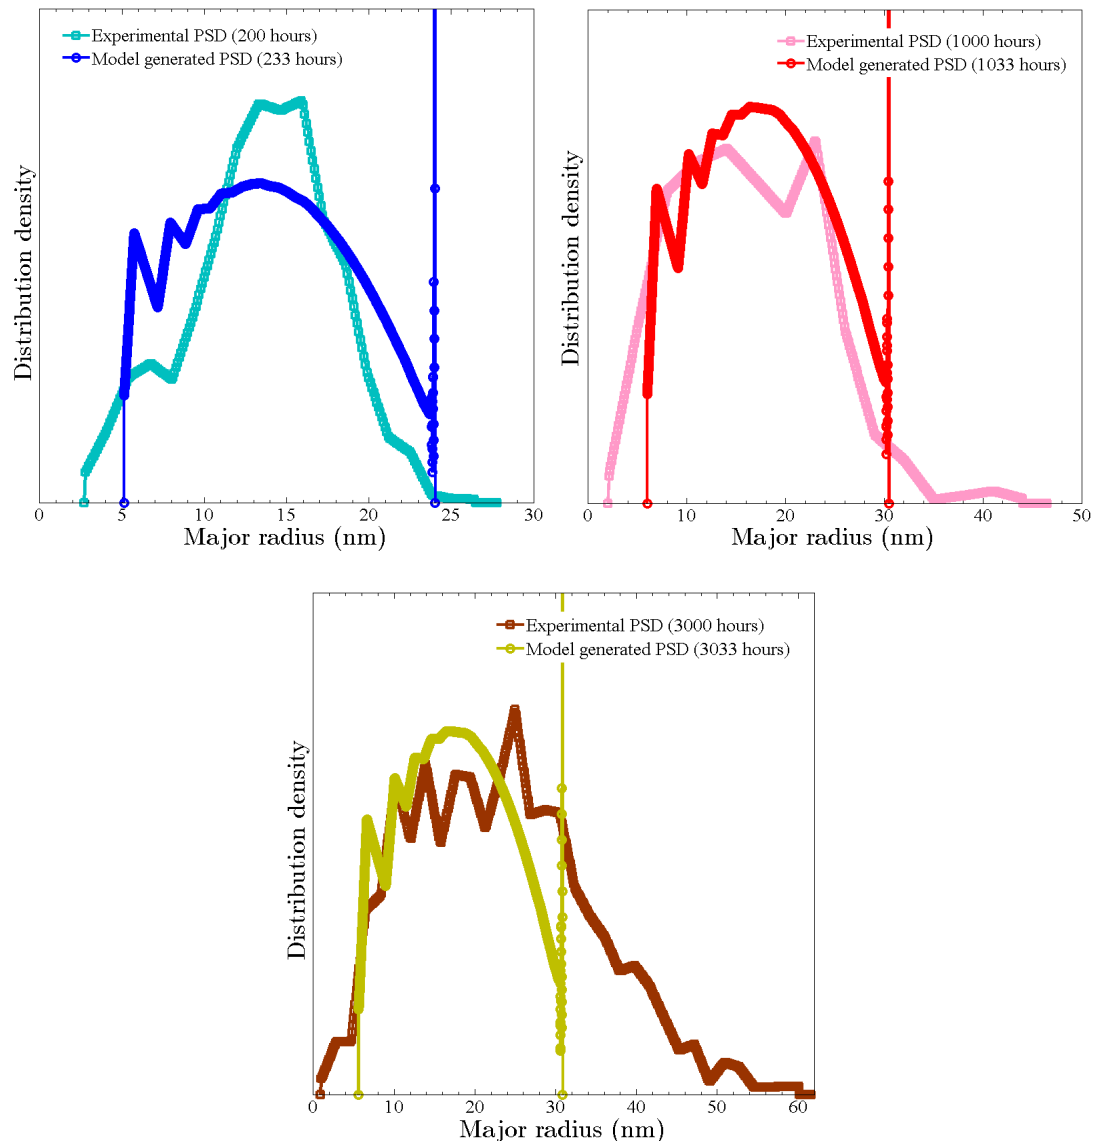 Experimental PSD (200 hours)
Model generated PSD (233 hours)
Distribution density
0 5 10 15 20 25 30
Major radius (nm)
Experimental PSD (1000 hours)
Model generated PSD (1033 hours)
Distribution density
0 10 20 30 40 50
Major radius (nm)
Experimental PSD (3000 hours)
Model generated PSD (3033 hours)
Distribution density
0 10 20 30 40 50 60
Major radius (nm)